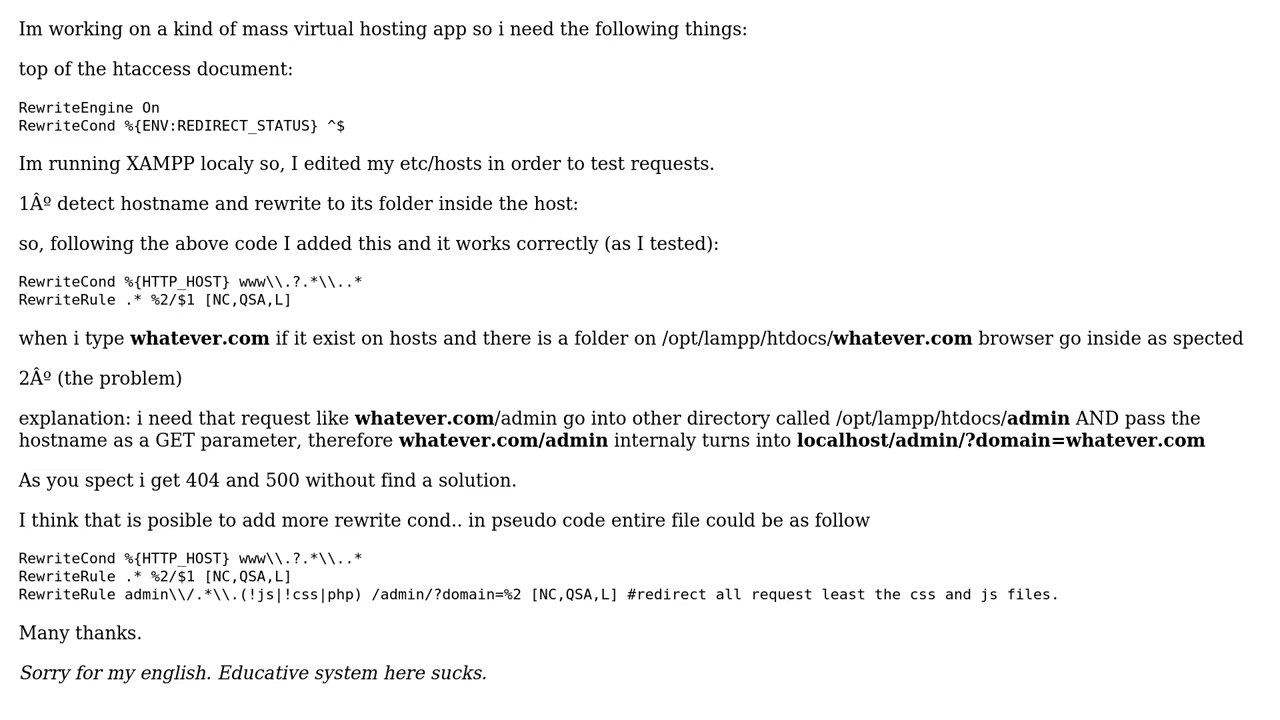 Im working on a kind of mass virtual hosting app so i need the following things:
top of the htaccess document:
RewriteEngine On
RewriteCond %{ENV:REDIRECT_STATUS} ^$
Im running XAMPP localy so, I edited my etc/hosts in order to test requests.
1Âº detect hostname and rewrite to its folder inside the host:
so, following the above code I added this and it works correctly (as I tested):
RewriteCond %{HTTP_HOST} www\\.?.*\\..*
RewriteRule .* %2/$1 [NC,QSA,L]
when i type whatever.com if it exist on hosts and there is a folder on /opt/lampp/htdocs/whatever.com browser go inside as spected
2Âº (the problem)
explanation: i need that request like whatever.com/admin go into other directory called /opt/lampp/htdocs/admin AND pass the
hostname as a GET parameter, therefore whatever.com/admin internaly turns into localhost/admin/?domain=whatever.com
As you spect i get 404 and 500 without find a solution.
I think that is posible to add more rewrite cond.. in pseudo code entire file could be as follow
RewriteCond %{HTTP_HOST} www\\.?.*\\..*
RewriteRule .* %2/$1 [NC,QSA,L]
RewriteRule admin\\/.*\\.(!js|!css|php) /admin/?domain=%2 [NC,QSA,L] #redirect all request least the css and js files.
Many thanks.
Sorry for my english. Educative system here sucks.